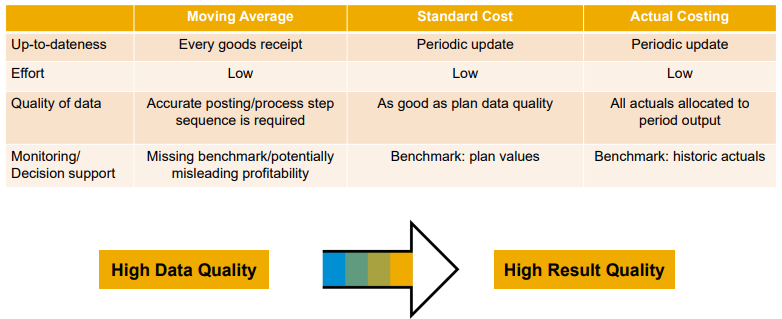 Moving Average Standard Cost Actual Costing
Up-to-dateness Every goods receipt Periodic update Periodic update
Effort Low Low Low
Quality of data Accurate posting/process step As good as plan data quality All actuals allocated to
sequence is required period output
Monitoring/ Missing benchmark/potentially Benchmark: plan values Benchmark: historic actuals
Decision support misleading profitability
High Data Quality High Result Quality